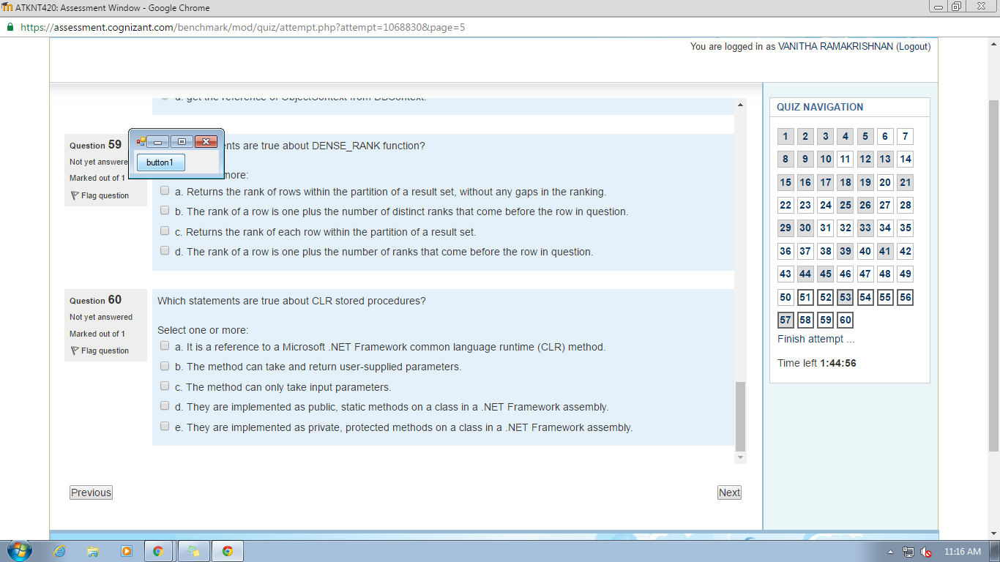 ATKNT420: Assessment Window - Google Chrome
https://assessment.cognizant.com/benchmark/mod/quiz/attempt.php?attempt=1068830&page=5
You are logged in as VANITHA RAMAKRISHNAN (Logout)
d. get the reference of ObjectContext from DBContext.
QUIZ NAVIGATION
1 2 3 4 5 6 7
8 9 10 11 12 13 14
15 16 17 18 19 20 21
22 23 24 25 26 27 28
29 30 31 32 33 34 35
36 37 38 39 40 41 42
43 44 45 46 47 48 49
50 51 52 53 54 55 56
57 58 59 60
Finish attempt ...
Time left 1:44:56
Question 59
Not yet answere
Marked out of 1
Flag question
button1
nts are true about DENSE_RANK function?
more:
a. Returns the rank of rows within the partition of a result set, without any gaps in the ranking.
b. The rank of a row is one plus the number of distinct ranks that come before the row in question.
c. Returns the rank of each row within the partition of a result set.
d. The rank of a row is one plus the number of ranks that come before the row in question.
Question 60
Not yet answered
Marked out of 1
Flag question
Which statements are true about CLR stored procedures?
Select one or more:
a. It is a reference to a Microsoft .NET Framework common language runtime (CLR) method.
b. The method can take and return user-supplied parameters.
c. The method can only take input parameters.
d. They are implemented as public, static methods on a class in a .NET Framework assembly.
e. They are implemented as private, protected methods on a class in a .NET Framework assembly.
Previous
Next
11:16 AM